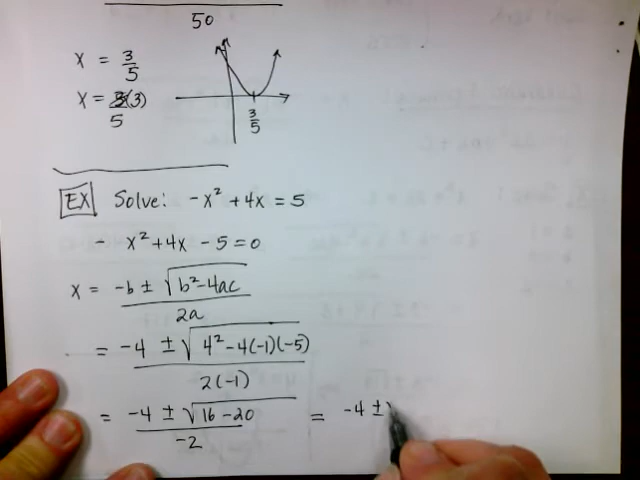 50
x = 3/5
x = (3)
5
3/5
EX Solve: -x² + 4x = 5
- x² + 4x - 5 = 0
x = -b ± √b² - 4ac / 2a
= -4 ± √4² - 4(-1)(-5) / 2(-1)
= -4 ± √16 - 20 / -2 = -4 ± √